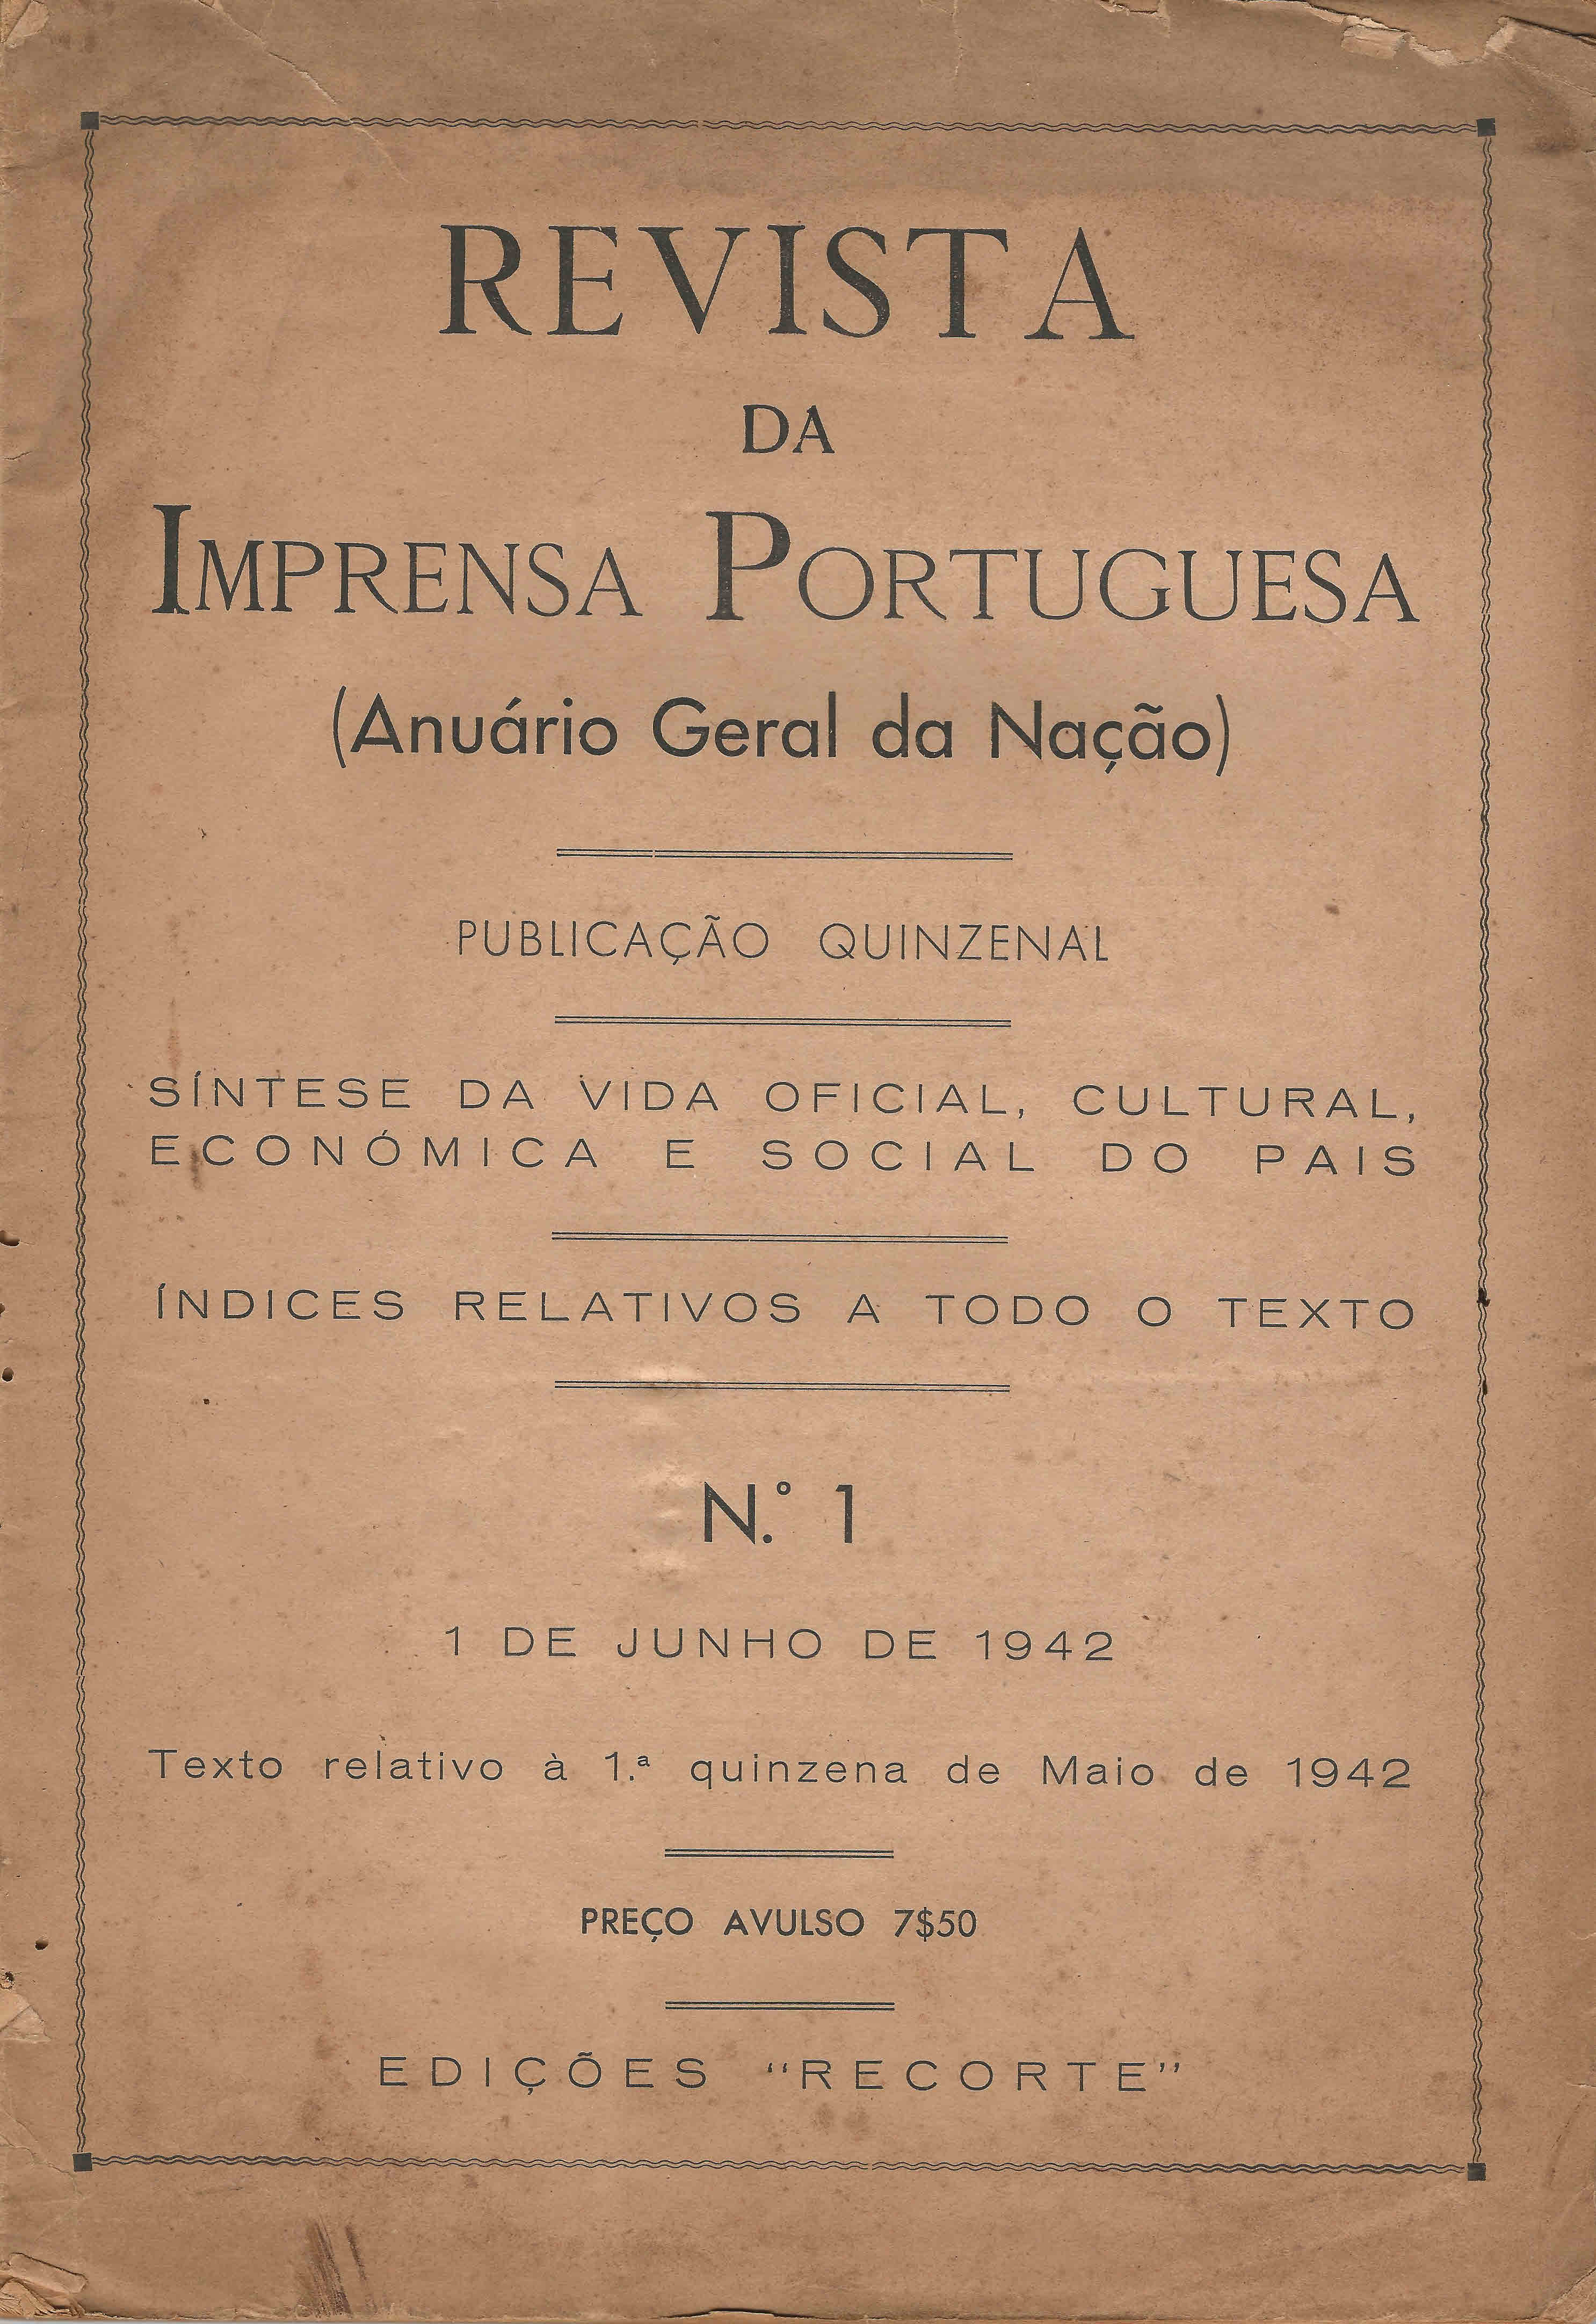 REVISTA
DA
IMPRENSA PORTUGUESA
(Anuário Geral da Nação)
PUBLICAÇÃO QUINZENAL
SÍNTESE DA VIDA OFICIAL, CULTURAL,
ECONÓMICA E SOCIAL DO PAIS
ÍNDICES RELATIVOS A TODO O TEXTO
N.º 1
1 DE JUNHO DE 1942
Texto relativo à 1.ª quinzena de Maio de 1942
PREÇO AVULSO 7$50
EDIÇÕES "RECORTE"